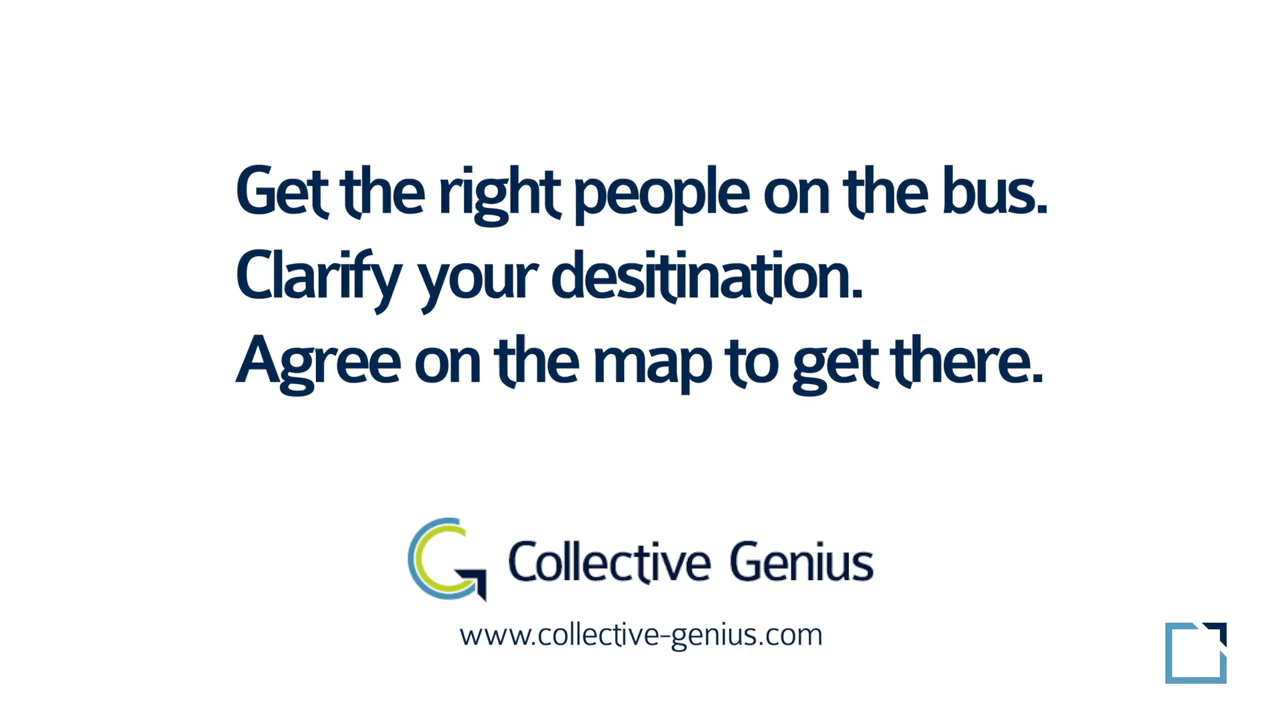 Get the right people on the bus.
Clarify your desitination.
Agree on the map to get there.
Collective Genius
www.collective-genius.com